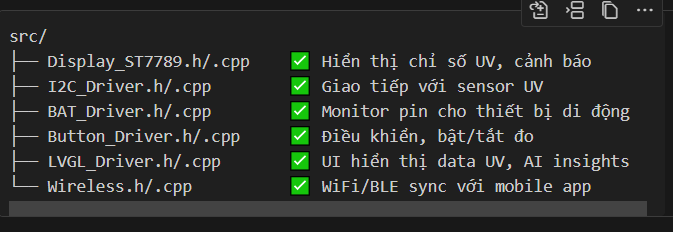 src/
├── Display_ST7789.h/.cpp ✅ Hiển thị chỉ số UV, cảnh báo
├── I2C_Driver.h/.cpp ✅ Giao tiếp với sensor UV
├── BAT_Driver.h/.cpp ✅ Monitor pin cho thiết bị di động
├── Button_Driver.h/.cpp ✅ Điều khiển, bật/tắt đo
├── LVGL_Driver.h/.cpp ✅ UI hiển thị data UV, AI insights
└── Wireless.h/.cpp ✅ WiFi/BLE sync với mobile app